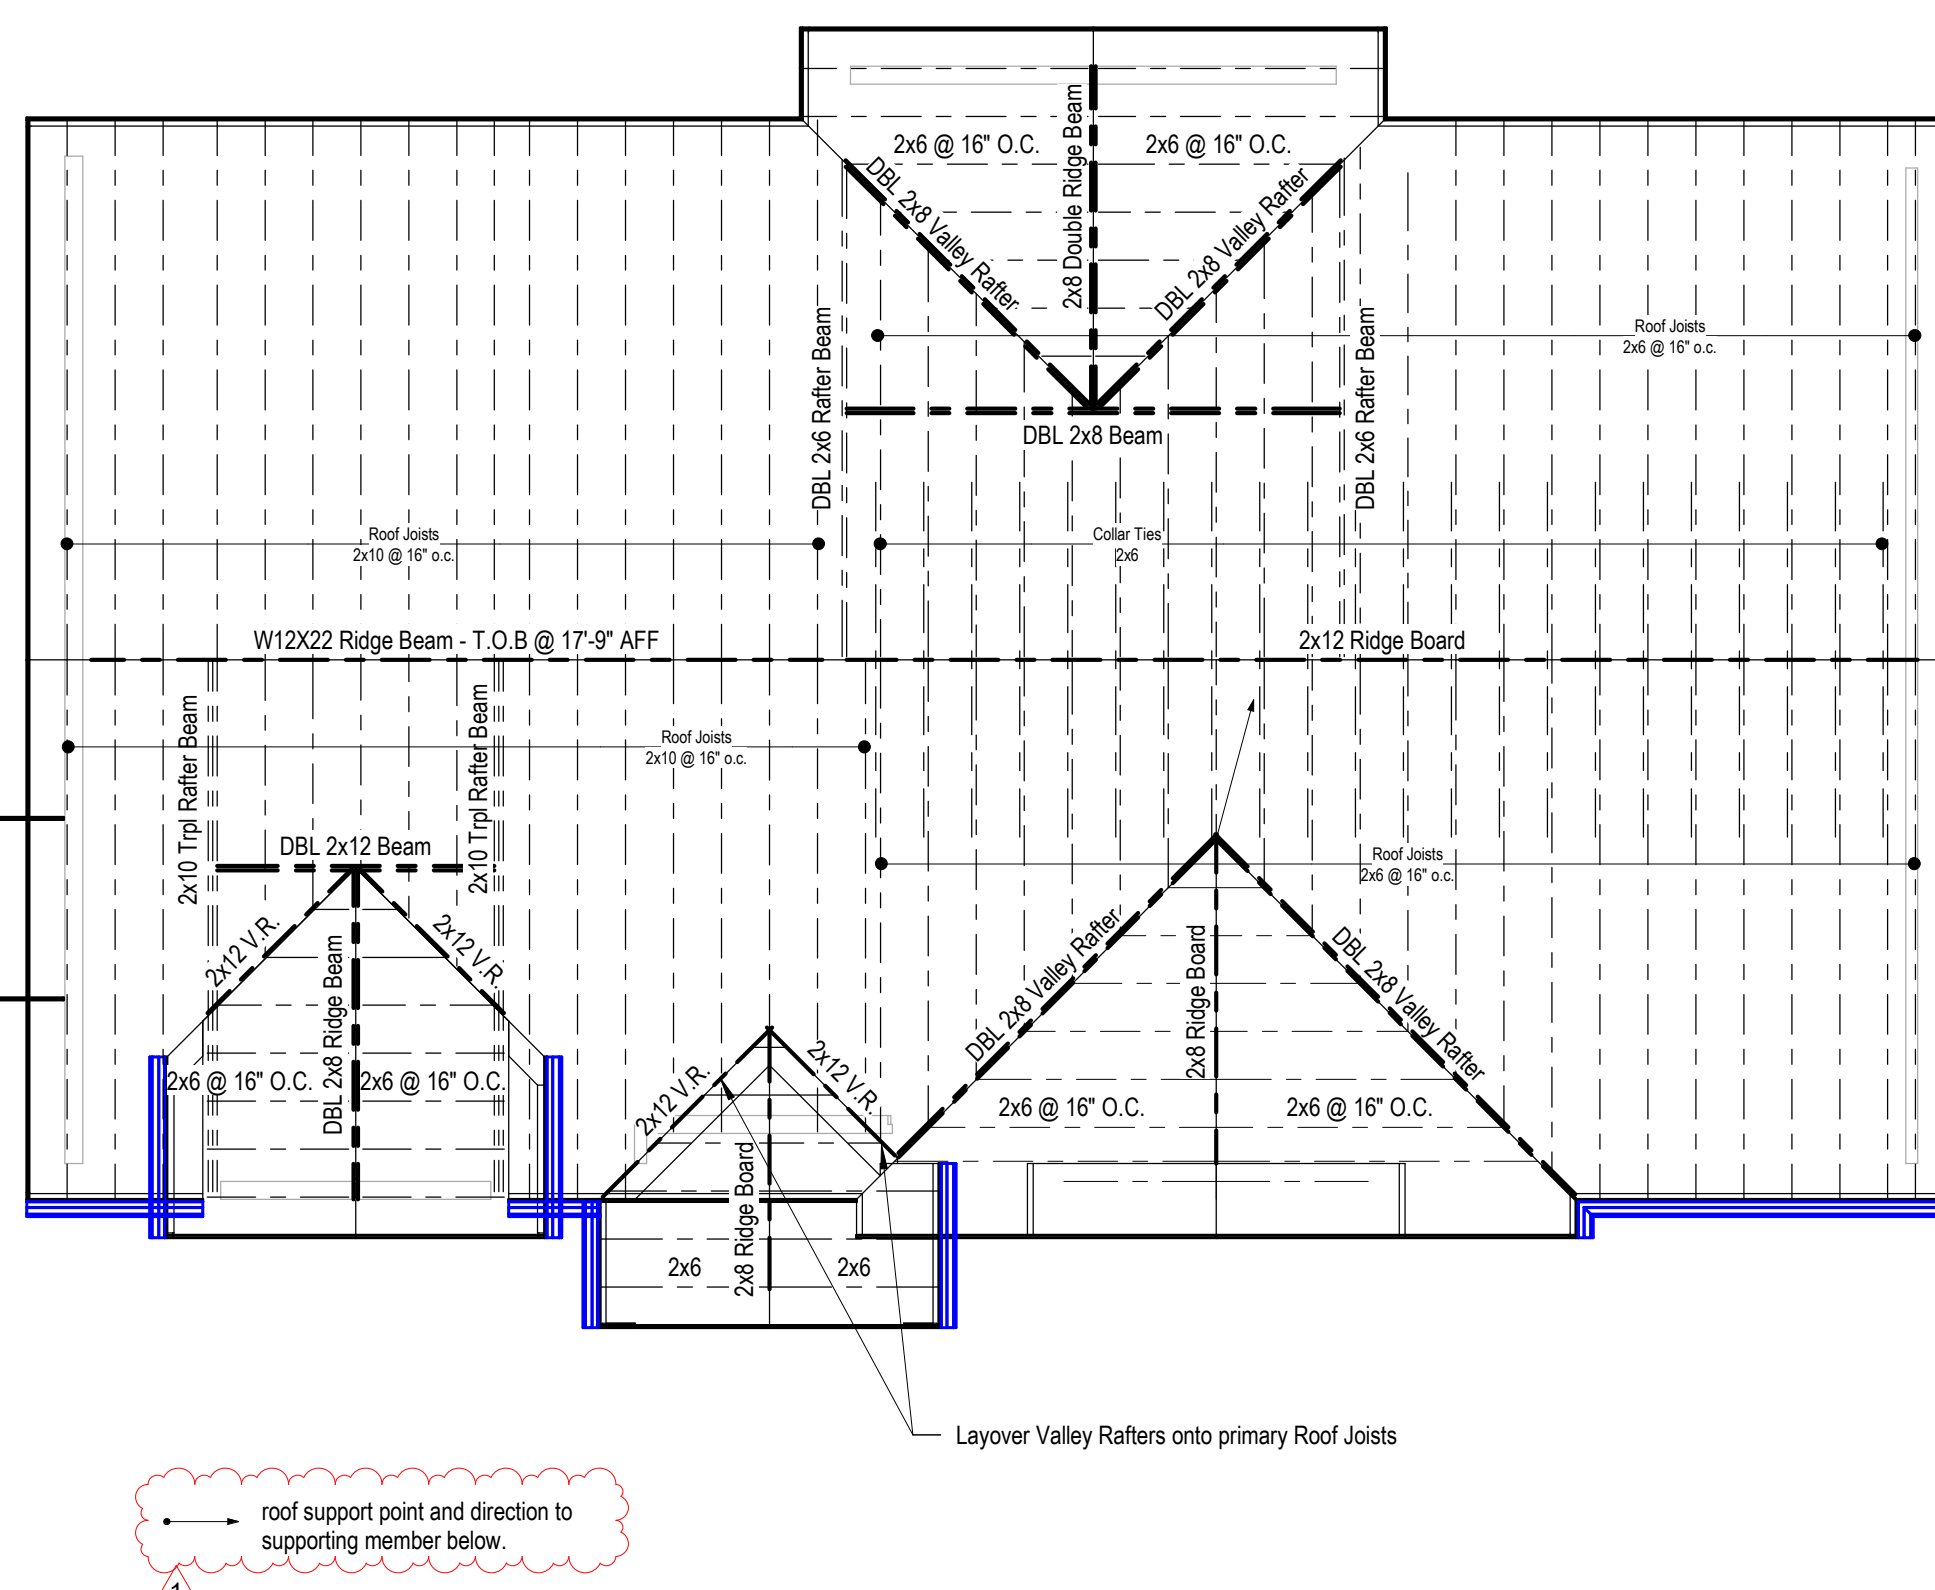 2x6 @ 16" O.C.
2x6 @ 16" O.C.
2x8 Double Ridge Beam
DBL 2x8 Valley Rafter
DBL 2x8 Valley Rafter
DBL 2x6 Rafter Beam
DBL 2x6 Rafter Beam
Roof Joists
2x6 @ 16" o.c.
DBL 2x8 Beam
Roof Joists
2x10 @ 16" o.c.
Collar Ties
2x6
W12X22 Ridge Beam - T.O.B @ 17'-9" AFF
2x12 Ridge Board
2x10 Trpl Rafter Beam
2x10 Trpl Rafter Beam
Roof Joists
2x10 @ 16" o.c.
DBL 2x12 Beam
Roof Joists
2x6 @ 16" o.c.
2x12 V.R.
2x12 V.R.
DBL 2x8 Ridge Beam
2x6 @ 16" O.C.
2x6 @ 16" O.C.
2x12 V.R.
2x12 V.R.
DBL 2x8 Valley Rafter
2x8 Ridge Board
DBL 2x8 Valley Rafter
2x6 @ 16" O.C.
2x6 @ 16" O.C.
2x8 Ridge Board
2x6
2x6
Layover Valley Rafters onto primary Roof Joists
roof support point and direction to
supporting member below.
1